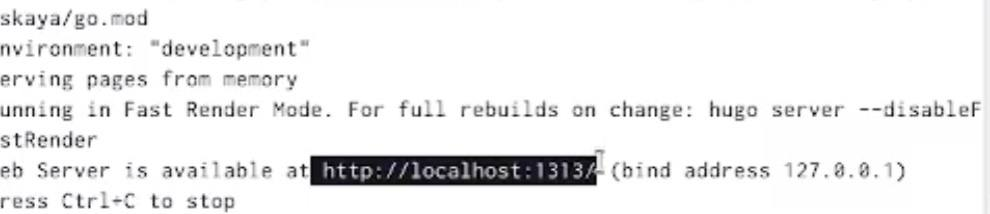 skaya/go.mod
nvironment: "development"
erving pages from memory
unning in Fast Render Mode. For full rebuilds on change: hugo server --disableF
stRender
eb Server is available at http://localhost:1313/ (bind address 127.0.0.1)
ress Ctrl+C to stop